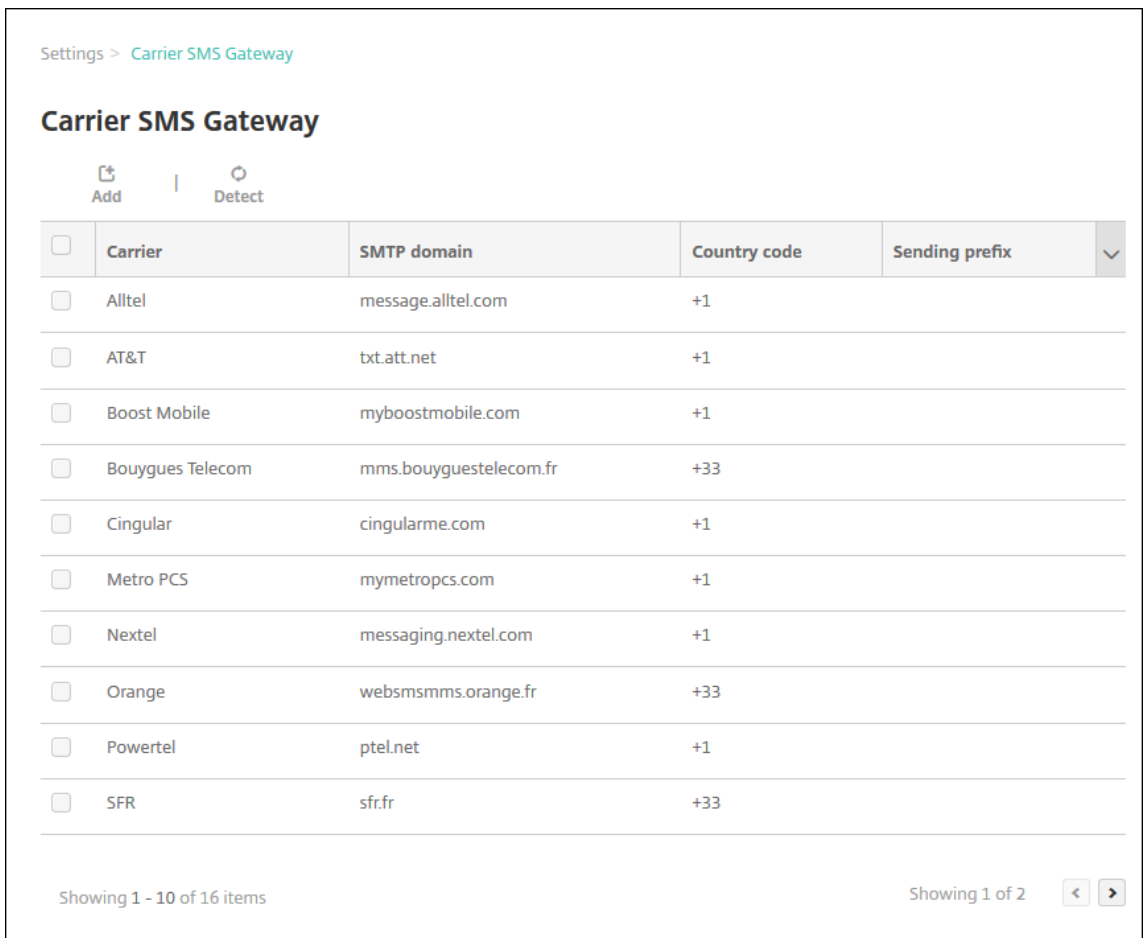 Settings > Carrier SMS Gateway
Carrier SMS Gateway
Add | Detect
Carrier SMTP domain Country code Sending prefix
Alltel message.alltel.com +1
AT&T txt.att.net +1
Boost Mobile myboostmobile.com +1
Bouygues Telecom mms.bouyguestelecom.fr +33
Cingular cingularme.com +1
Metro PCS mymetropcs.com +1
Nextel messaging.nextel.com +1
Orange websmsmms.orange.fr +33
Powertel ptel.net +1
SFR sfr.fr +33
Showing 1 - 10 of 16 items Showing 1 of 2 < >